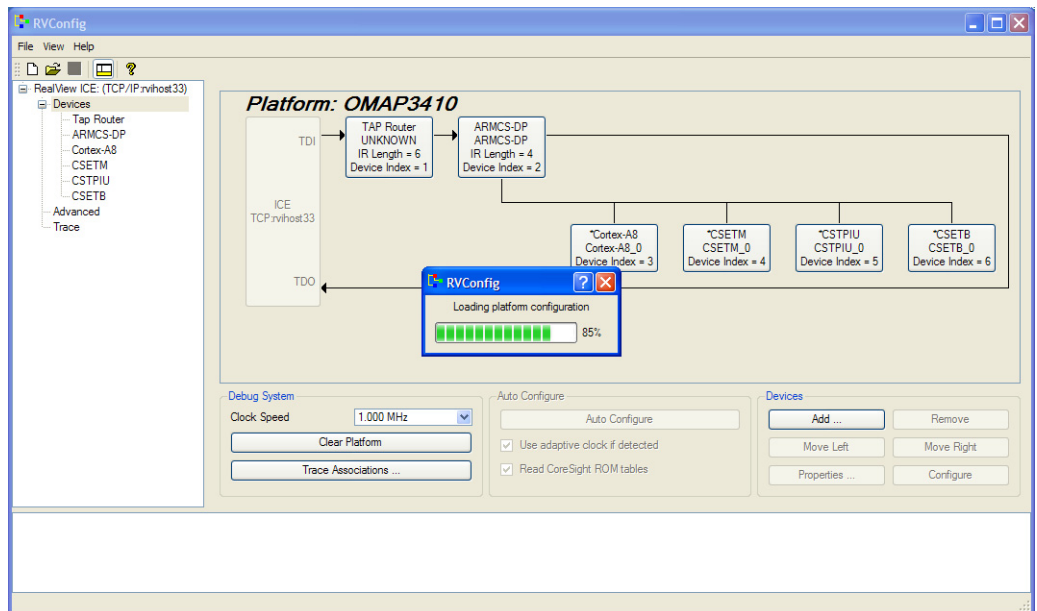 RVConfig
File View Help
RealView ICE: (TCP/IP:rvihost33)
Devices
Tap Router
ARMCS-DP
Cortex-A8
CSETM
CSTPIU
CSETB
Advanced
Trace
Platform: OMAP3410
TDI
ICE
TCP:rvihost33
TDO
TAP Router
UNKNOWN
IR Length = 6
Device Index = 1
ARMCS-DP
ARMCS-DP
IR Length = 4
Device Index = 2
*Cortex-A8
Cortex-A8_0
Device Index = 3
*CSETM
CSETM_0
Device Index = 4
*CSTPIU
CSTPIU_0
Device Index = 5
*CSETB
CSETB_0
Device Index = 6
RVConfig
Loading platform configuration
85%
Debug System
Clock Speed 1.000 MHz
Clear Platform
Trace Associations ...
Auto Configure
Auto Configure
Use adaptive clock if detected
Read CoreSight ROM tables
Devices
Add ... Remove
Move Left Move Right
Properties ... Configure